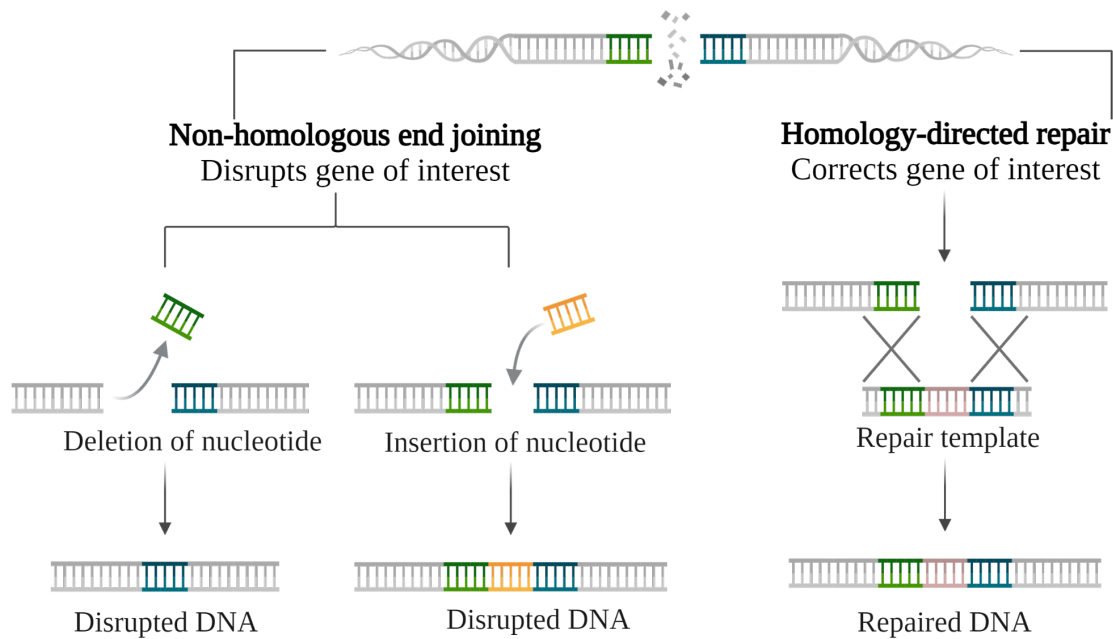 Non-homologous end joining
Disrupts gene of interest
Homology-directed repair
Corrects gene of interest
Deletion of nucleotide
Insertion of nucleotide
Repair template
Disrupted DNA
Disrupted DNA
Repaired DNA